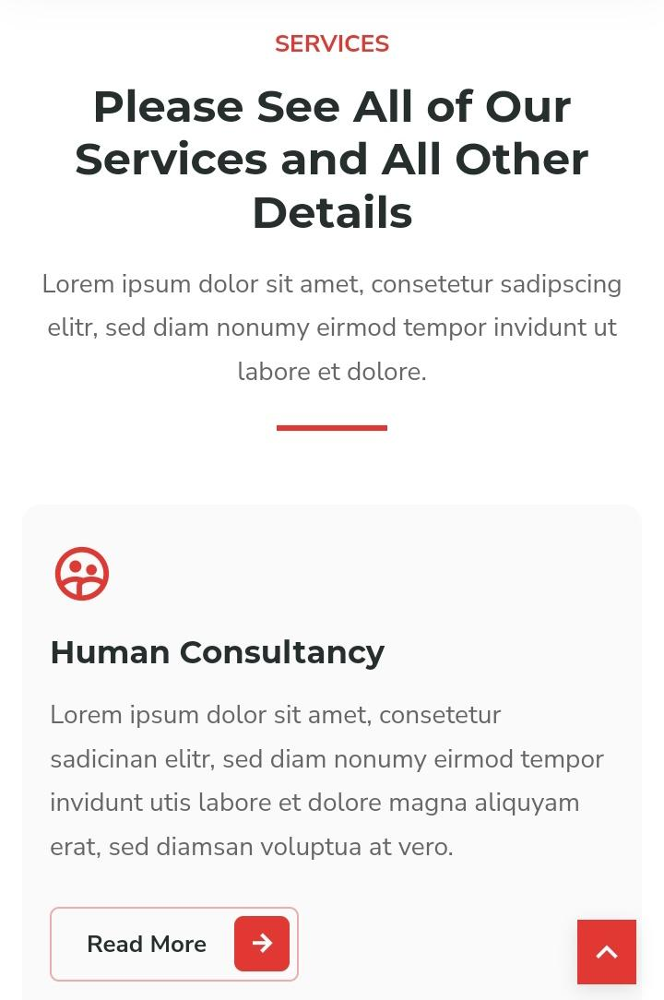 SERVICES
Please See All of Our
Services and All Other
Details
Lorem ipsum dolor sit amet, consetetur sadipscing
elitr, sed diam nonumy eirmod tempor invidunt ut
labore et dolore.
Human Consultancy
Lorem ipsum dolor sit amet, consetetur
sadicinan elitr, sed diam nonumy eirmod tempor
invidunt utis labore et dolore magna aliquyam
erat, sed diamsan voluptua at vero.
Read More